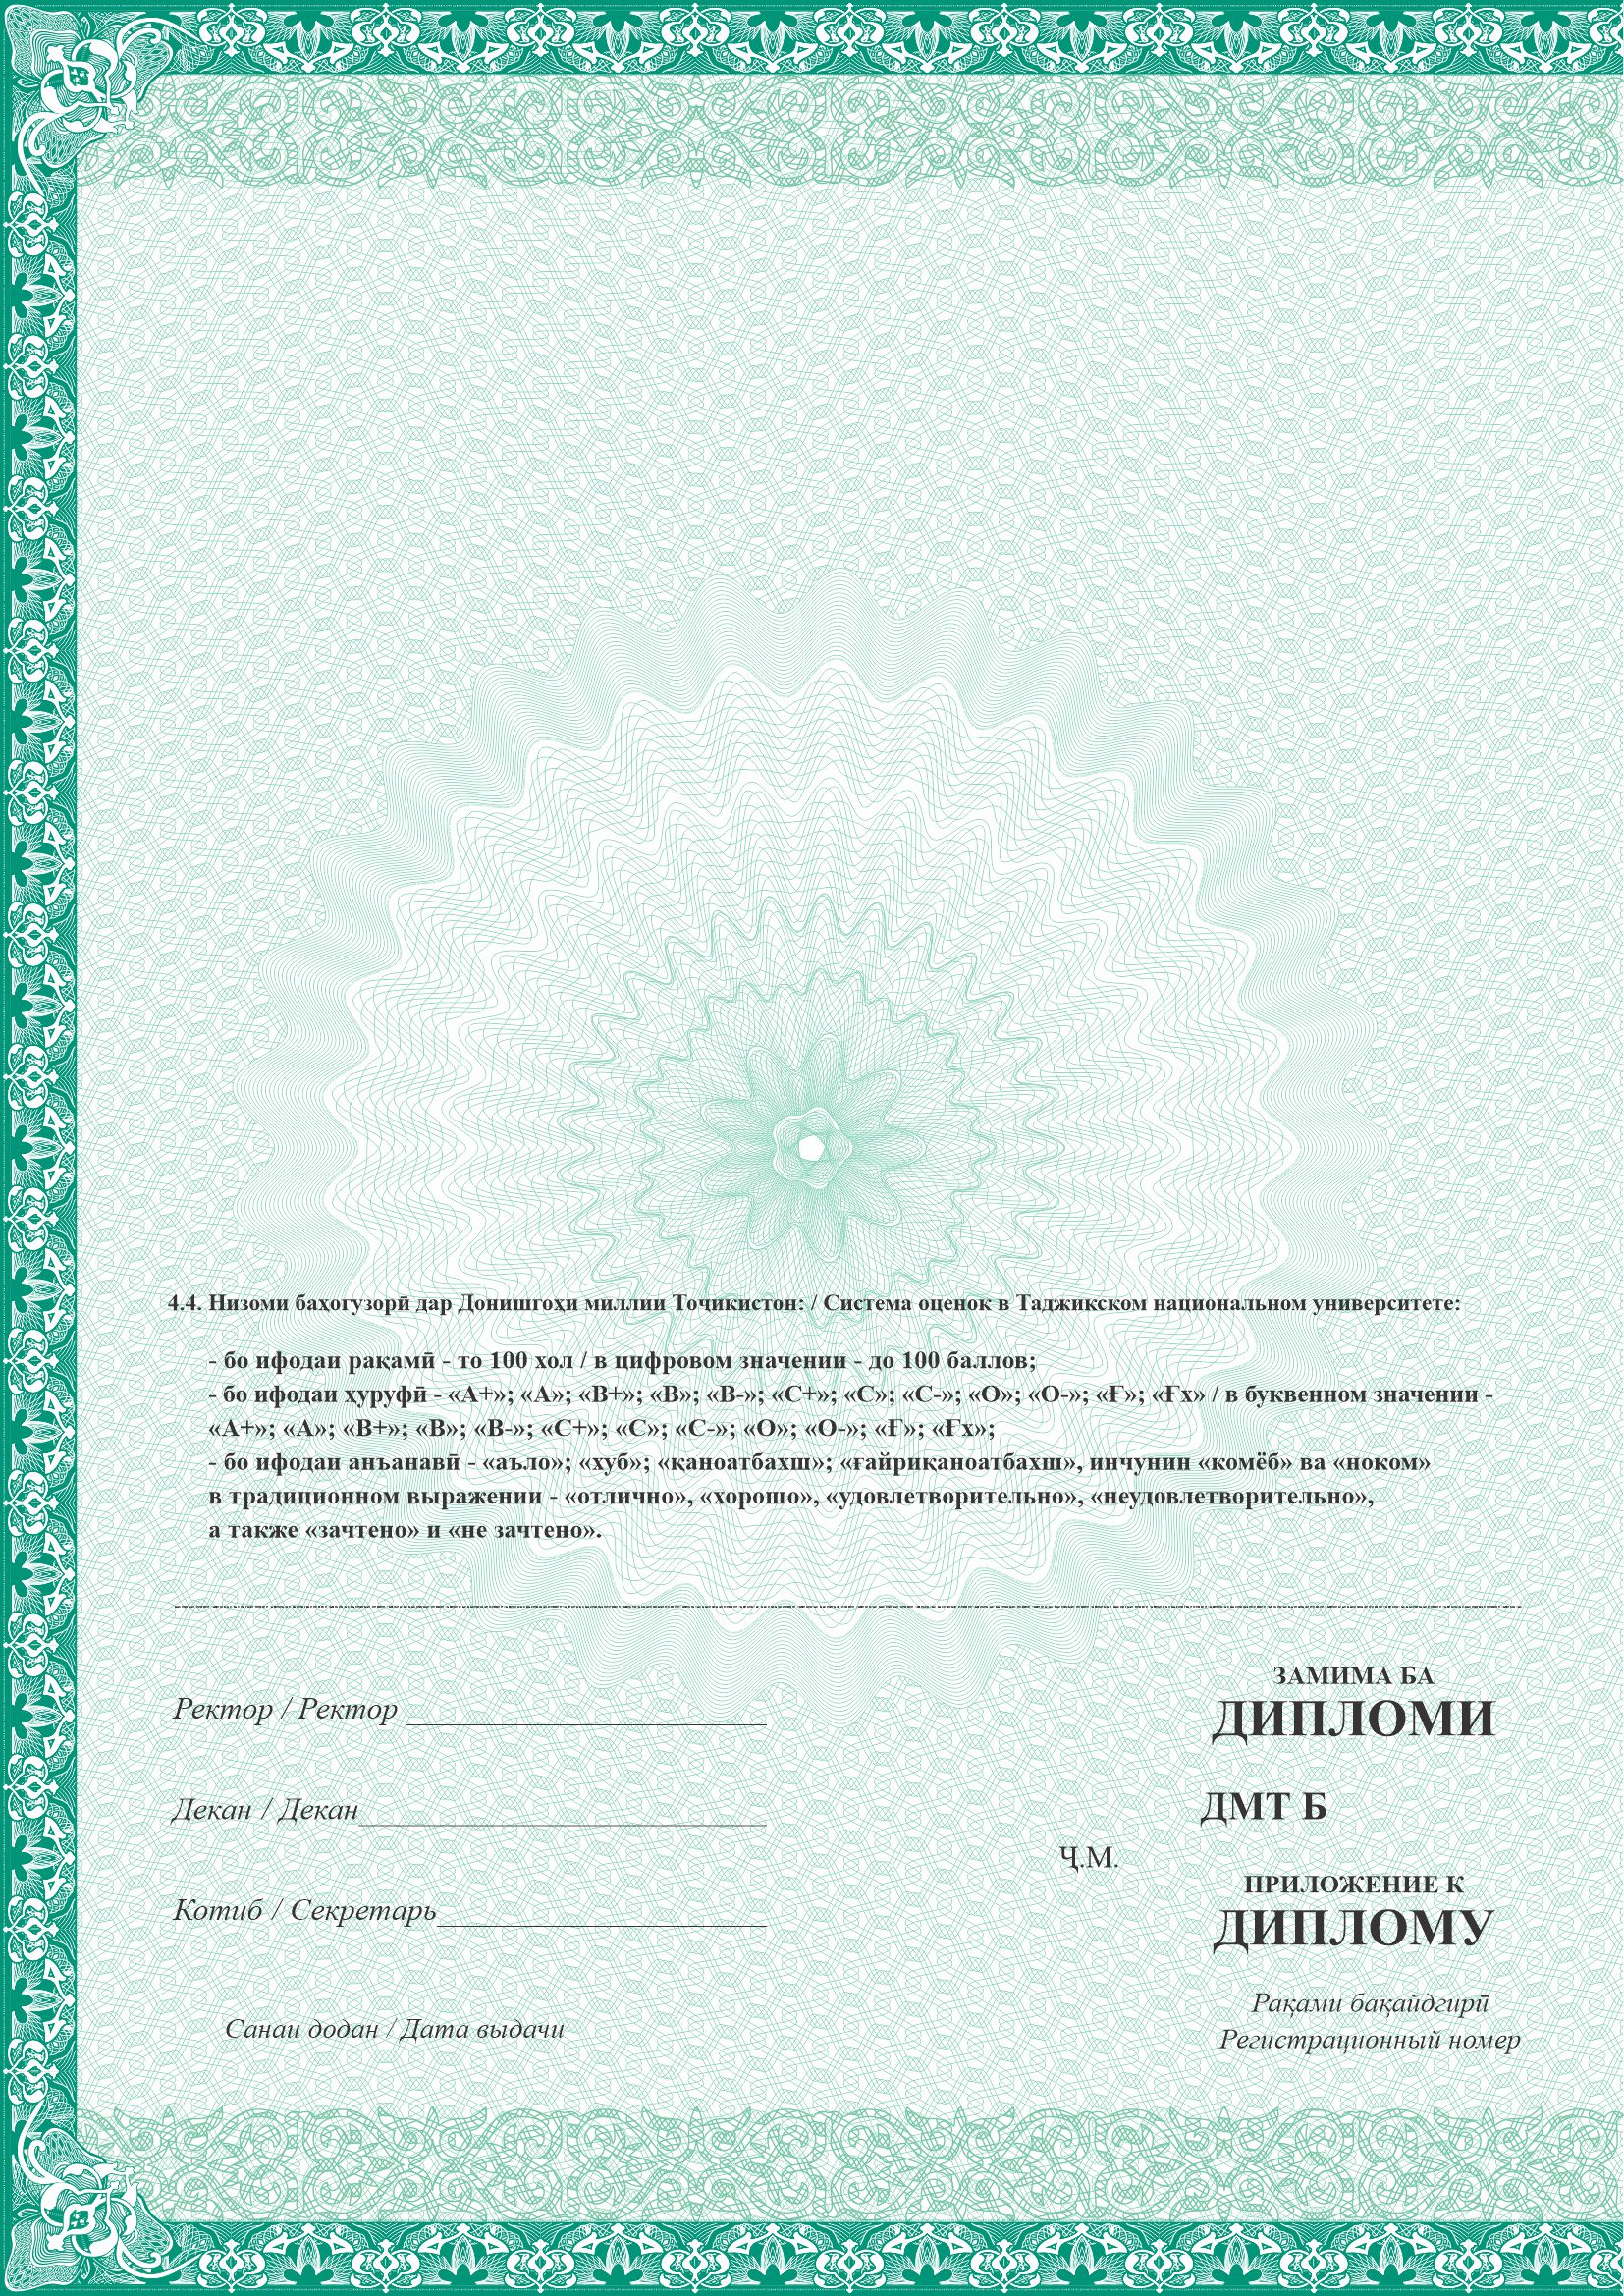 4.4. Низоми баҳогузорӣ дар Донишгоҳи миллии Тоҷикистон: / Система оценок в Таджикском национальном университете:
- бо ифодаи рақамӣ - то 100 хол / в цифровом значении - до 100 баллов;
- бо ифодаи ҳуруфӣ - «А+»; «А»; «В+»; «В»; «В-»; «С+»; «С»; «С-»; «О»; «О-»; «Ғ»; «Ғх» / в буквенном значении -
«А+»; «А»; «В+»; «В»; «В-»; «С+»; «С»; «С-»; «О»; «О-»; «Ғ»; «Ғх»;
- бо ифодаи анъанавӣ - «аъло»; «хуб»; «қаноатбахш»; «ғайриқаноатбахш», инчунин «комёб» ва «ноком»
в традиционном выражении - «отлично», «хорошо», «удовлетворительно», «неудовлетворительно»,
а также «зачтено» и «не зачтено».
Ректор / Ректор
Декан / Декан
Котиб / Секретарь
Санаи додан / Дата выдачи
Ҷ.М.
ЗАМИМА БА
ДИПЛОМИ
ДМТ Б
ПРИЛОЖЕНИЕ К
ДИПЛОМУ
Рақами бақайдгирӣ
Регистрационный номер